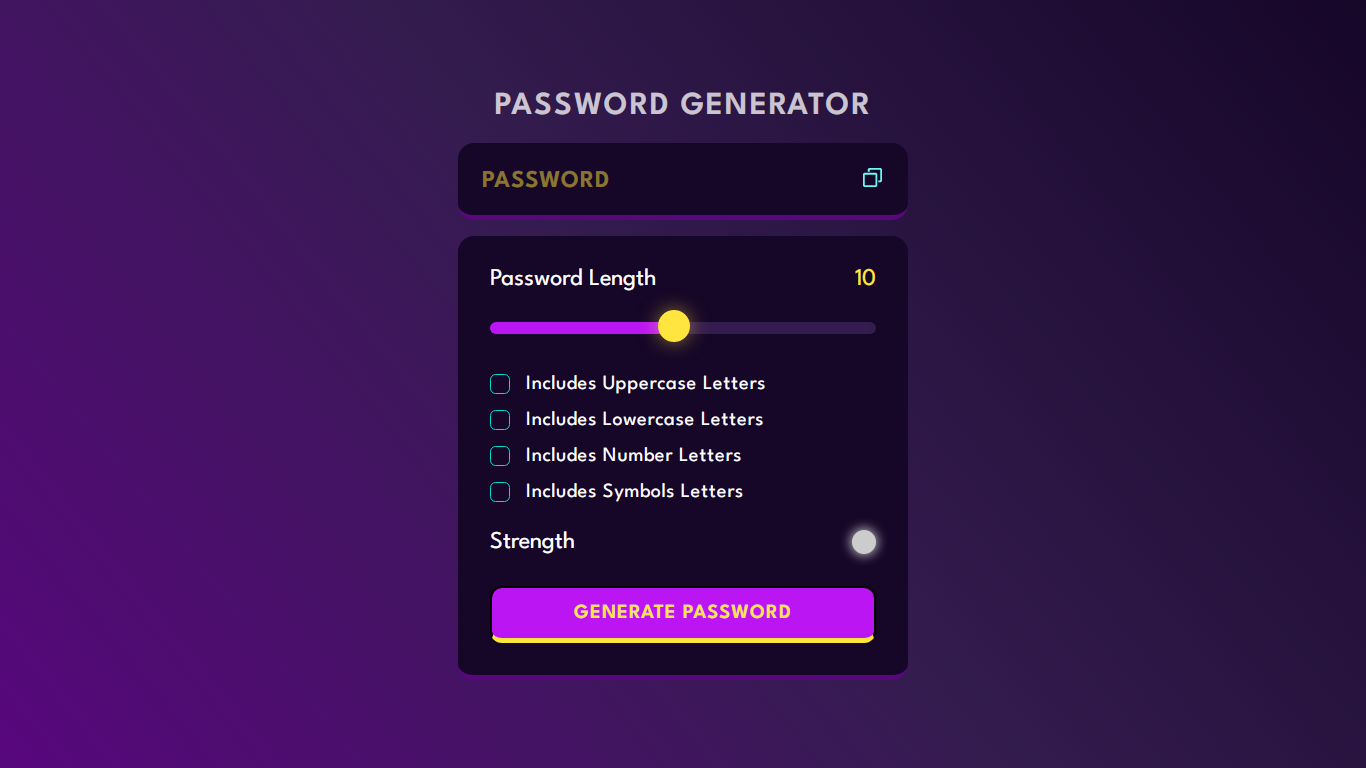 PASSWORD GENERATOR
PASSWORD
Password Length 10
Includes Uppercase Letters
Includes Lowercase Letters
Includes Number Letters
Includes Symbols Letters
Strength
GENERATE PASSWORD